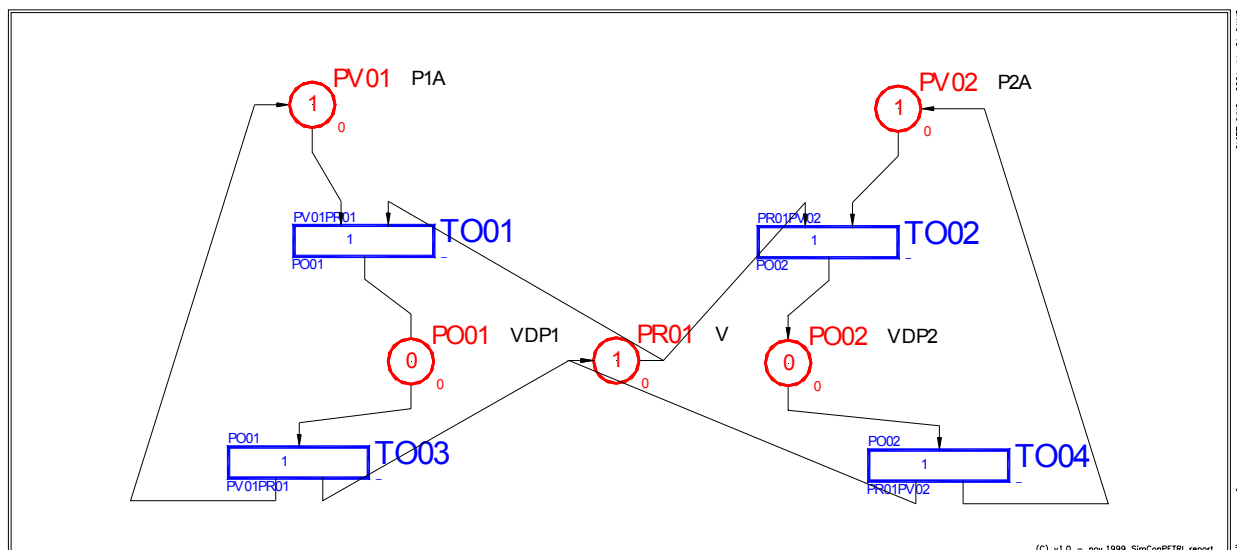 PV01 P1A
1
0
PV02 P2A
1
0
PV01PR01
1
TO01
PO01
–
PR01PV02
1
TO02
PO02
–
PO01 VDP1
0
0
PR01 V
1
0
PO02 VDP2
0
0
PO01
1
TO03
PV01PR01
–
PO02
1
TO04
PR01PV02
–